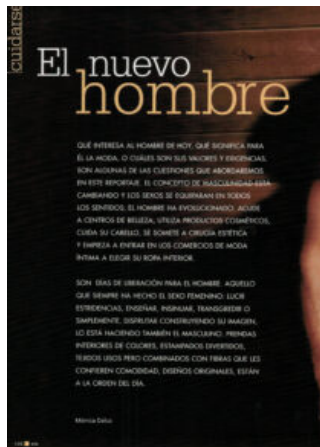 cuidarse
El nuevo
hombre
QUÉ INTERESA AL HOMBRE DE HOY, QUÉ SIGNIFICA PARA
ÉL LA MODA, O CUÁLES SON SUS VALORES Y EXIGENCIAS,
SON ALGUNAS DE LAS CUESTIONES QUE ABORDAREMOS
EN ESTE REPORTAJE. EL CONCEPTO DE MASCULINIDAD ESTÁ
CAMBIANDO Y LOS SEXOS SE EQUIPARAN EN TODOS
LOS SENTIDOS. EL HOMBRE HA EVOLUCIONADO. ACUDE
A CENTROS DE BELLEZA, UTILIZA PRODUCTOS COSMÉTICOS,
CUIDA SU CABELLO, SE SOMETE A CIRUGÍA ESTÉTICA
Y EMPIEZA A ENTRAR EN LOS COMERCIOS DE MODA
ÍNTIMA A ELEGIR SU ROPA INTERIOR.
SON DÍAS DE LIBERACIÓN PARA EL HOMBRE. AQUELLO
QUE SIEMPRE HA HECHO EL SEXO FEMENINO: LUCIR
ESTRIDENCIAS, ENSEÑAR, INSINUAR, TRANSGREDIR O
SIMPLEMENTE, DISFRUTAR CONSTRUYENDO SU IMAGEN,
LO ESTÁ HACIENDO TAMBIÉN EL MASCULINO. PRENDAS
INTERIORES DE COLORES, ESTAMPADOS DIVERTIDOS,
TEJIDOS LISOS PERO COMBINADOS CON FIBRAS QUE LES
CONFIEREN COMODIDAD, DISEÑOS ORIGINALES, ESTÁN
A LA ORDEN DEL DÍA.
Mónica Daluz